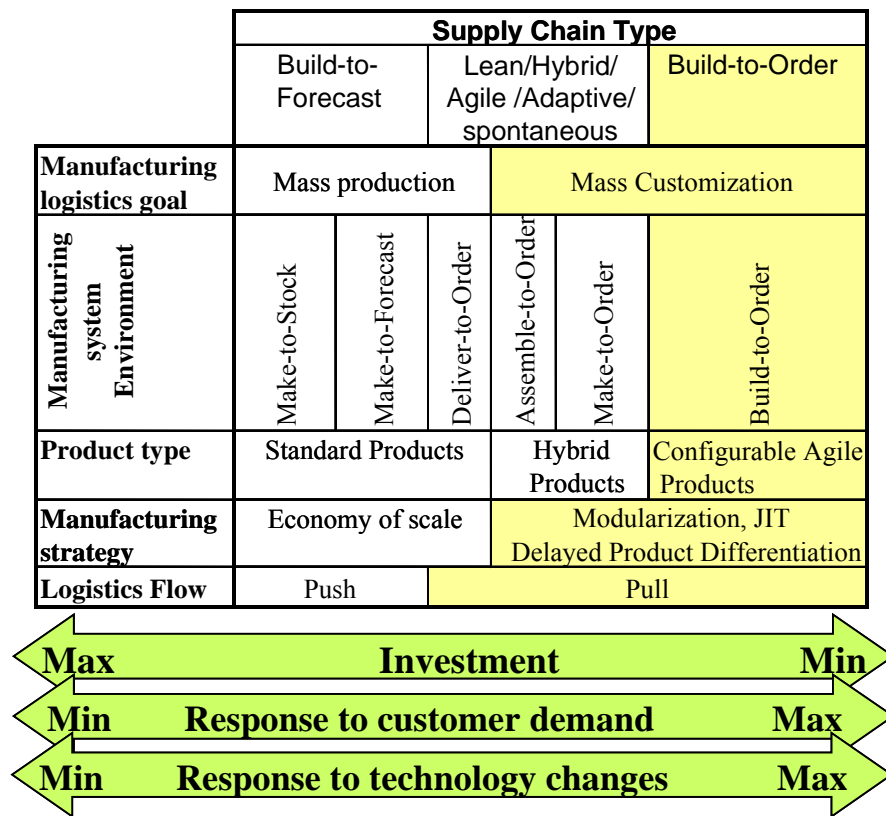 Supply Chain Type
Build-to-
Forecast
Lean/Hybrid/
Agile /Adaptive/
spontaneous
Build-to-Order
Manufacturing
logistics goal
Mass production
Mass Customization
Manufacturing
system
Environment
Make-to-Stock
Make-to-Forecast
Deliver-to-Order
Assemble-to-Order
Make-to-Order
Build-to-Order
Product type
Standard Products
Hybrid
Products
Configurable Agile
Products
Manufacturing
strategy
Economy of scale
Modularization, JIT
Delayed Product Differentiation
Logistics Flow
Push
Pull
Max Investment Min
Min Response to customer demand Max
Min Response to technology changes Max